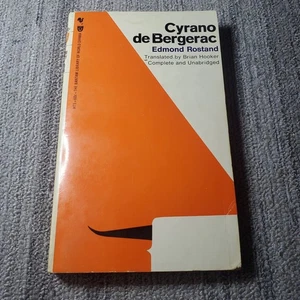 Cyrano
de Bergerac
Edmond Rostand
Translated by Brian Hooker
Complete and Unabridged